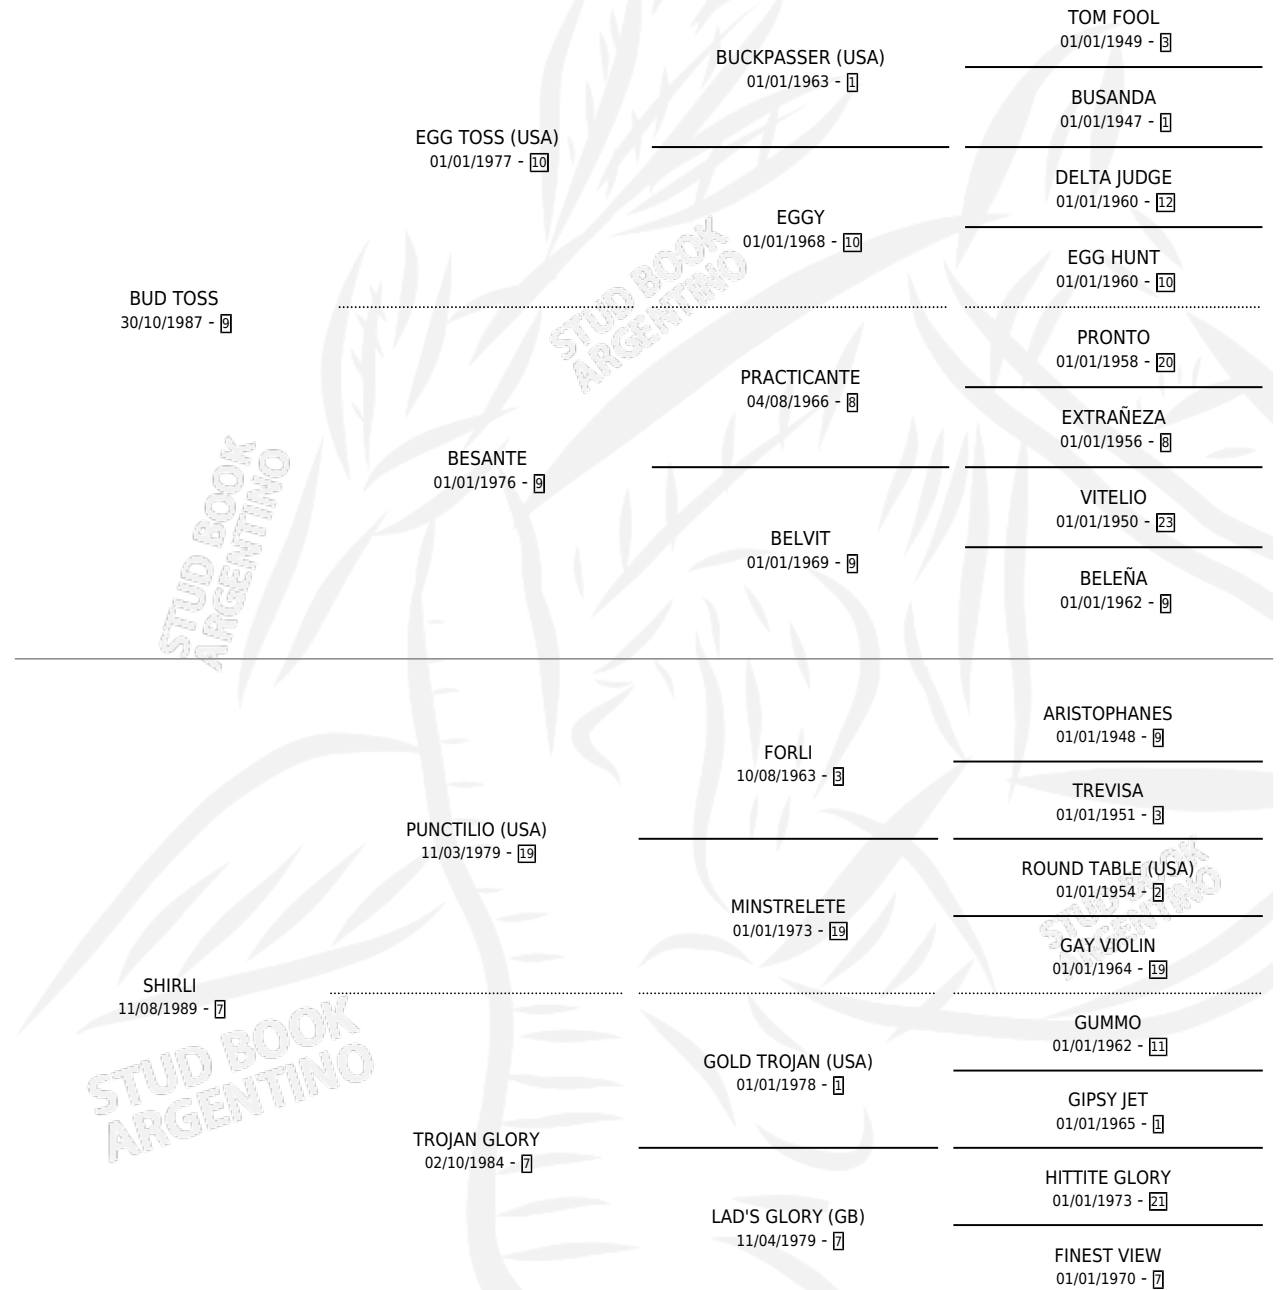 TOM FOOL
01/01/1949 - 3
BUCKPASSER (USA)
01/01/1963 - 1
BUSANDA
01/01/1947 - 1
EGG TOSS (USA)
01/01/1977 - 10
DELTA JUDGE
01/01/1960 - 12
EGGY
01/01/1968 - 10
EGG HUNT
01/01/1960 - 10
BUD TOSS
30/10/1987 - 9
PRONTO
01/01/1958 - 20
PRACTICANTE
04/08/1966 - 8
EXTRAÑEZA
01/01/1956 - 8
BESANTE
01/01/1976 - 9
VITELIO
01/01/1950 - 23
BELVIT
01/01/1969 - 9
BELEÑA
01/01/1962 - 9
ARISTOPHANES
01/01/1948 - 9
FORLI
10/08/1963 - 3
TREVISA
01/01/1951 - 3
PUNCTILIO (USA)
11/03/1979 - 19
ROUND TABLE (USA)
01/01/1954 - 2
MINSTRELETE
01/01/1973 - 19
GAY VIOLIN
01/01/1964 - 19
SHIRLI
11/08/1989 - 7
GUMMO
01/01/1962 - 11
GOLD TROJAN (USA)
01/01/1978 - 1
GIPSY JET
01/01/1965 - 1
TROJAN GLORY
02/10/1984 - 7
HITTITE GLORY
01/01/1973 - 21
LAD'S GLORY (GB)
11/04/1979 - 7
FINEST VIEW
01/01/1970 - 7
STUD BOOK
ARGENTINO
STUD BOOK
ARGENTINO
STUD BOOK
ARGENTINO
STUD BOOK
ARGENTINO